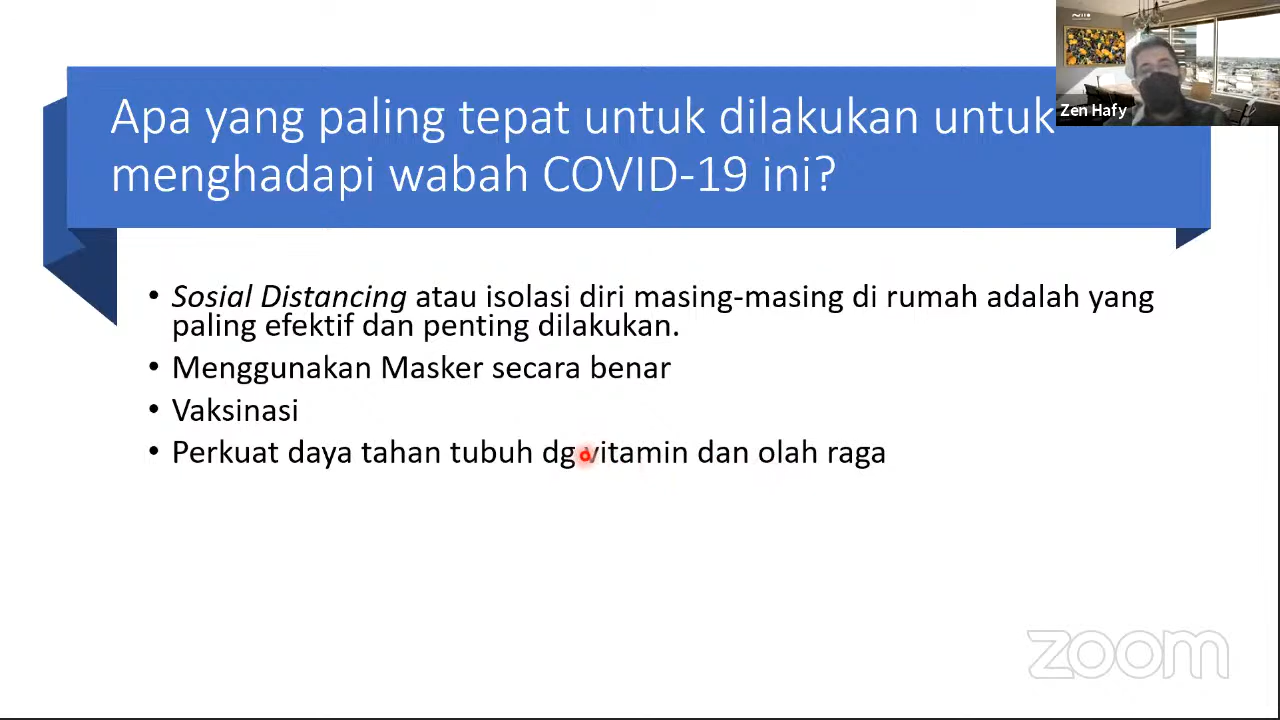 Apa yang paling tepat untuk dilakukan untuk
menghadapi wabah COVID-19 ini?
Zen Hafy
• Sosial Distancing atau isolasi diri masing-masing di rumah adalah yang
paling efektif dan penting dilakukan.
• Menggunakan Masker secara benar
• Vaksinasi
• Perkuat daya tahan tubuh dg vitamin dan olah raga
zoom